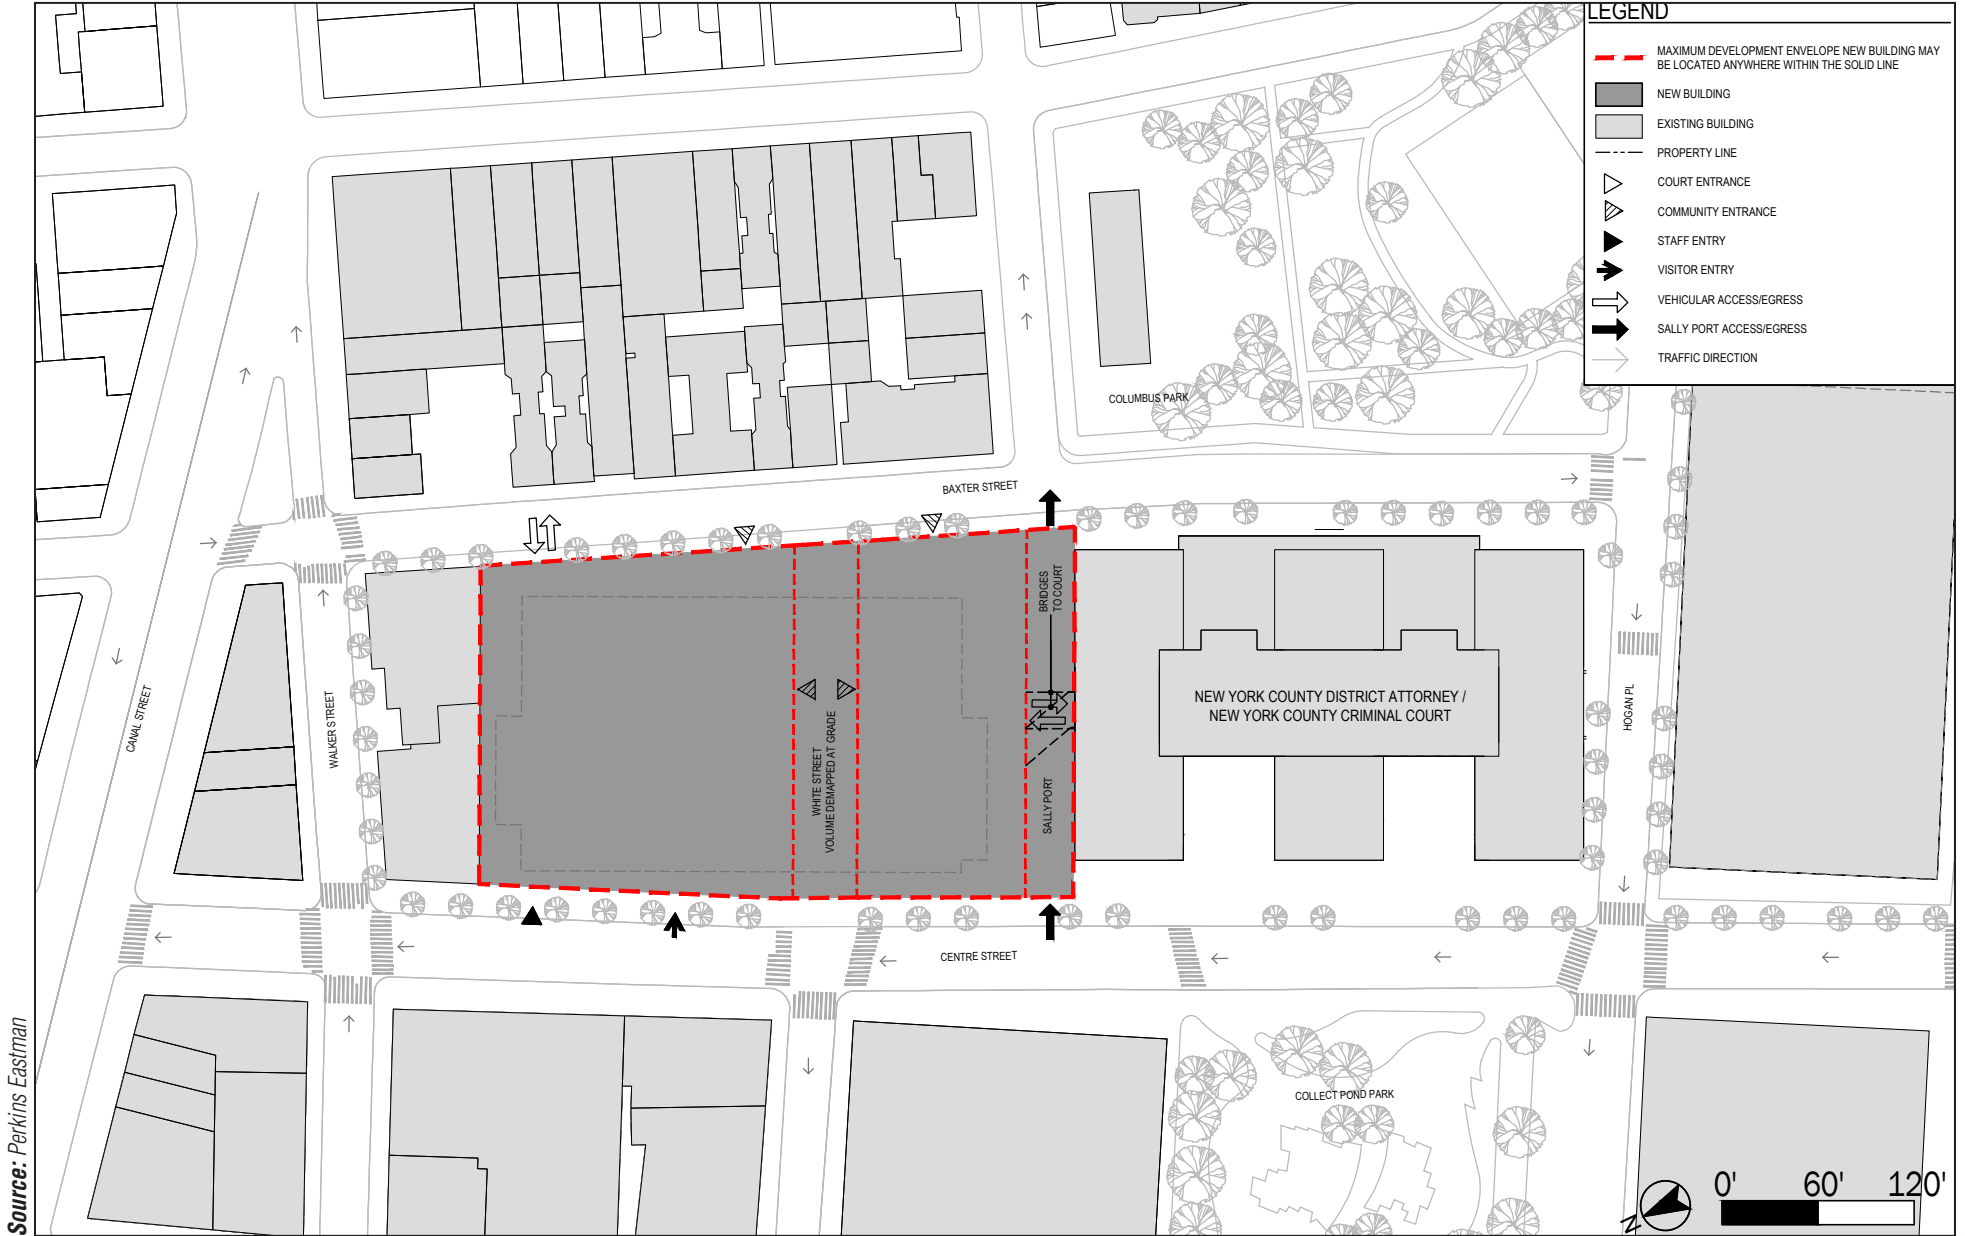 LEGEND
MAXIMUM DEVELOPMENT ENVELOPE NEW BUILDING MAY
BE LOCATED ANYWHERE WITHIN THE SOLID LINE
NEW BUILDING
EXISTING BUILDING
PROPERTY LINE
COURT ENTRANCE
COMMUNITY ENTRANCE
STAFF ENTRY
VISITOR ENTRY
VEHICULAR ACCESS/EGRESS
SALLY PORT ACCESS/EGRESS
TRAFFIC DIRECTION
COLUMBUS PARK
BAXTER STREET
BRIDGES
TO COURT
CANAL STREET
WALKER STREET
WHITE STREET
VOLUME DEMAPPED AT GRADE
SALLY PORT
NEW YORK COUNTY DISTRICT ATTORNEY /
NEW YORK COUNTY CRIMINAL COURT
HOGAN PL
CENTRE STREET
COLLECT POND PARK
N
0' 60' 120'
Source: Perkins Eastman